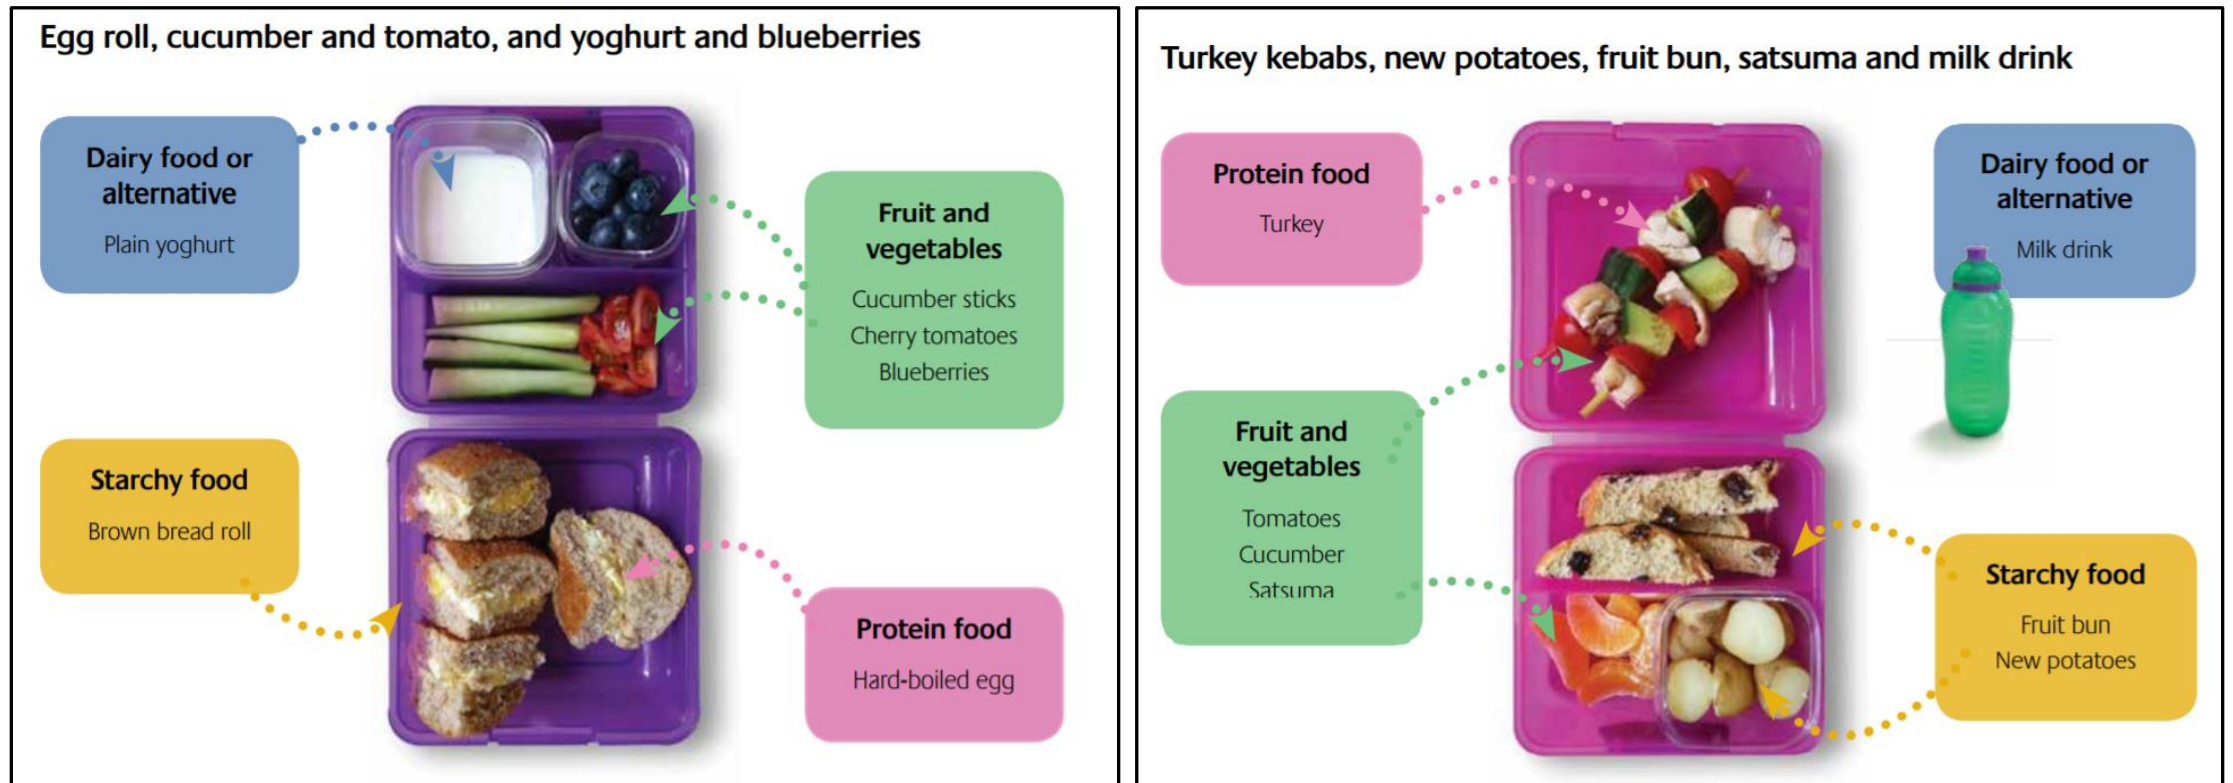 Egg roll, cucumber and tomato, and yoghurt and blueberries
Dairy food or
alternative
Plain yoghurt
Fruit and
vegetables
Cucumber sticks
Cherry tomatoes
Blueberries
Starchy food
Brown bread roll
Protein food
Hard-boiled egg
Turkey kebabs, new potatoes, fruit bun, satsuma and milk drink
Protein food
Turkey
Dairy food or
alternative
Milk drink
Fruit and
vegetables
Tomatoes
Cucumber
Satsuma
Starchy food
Fruit bun
New potatoes